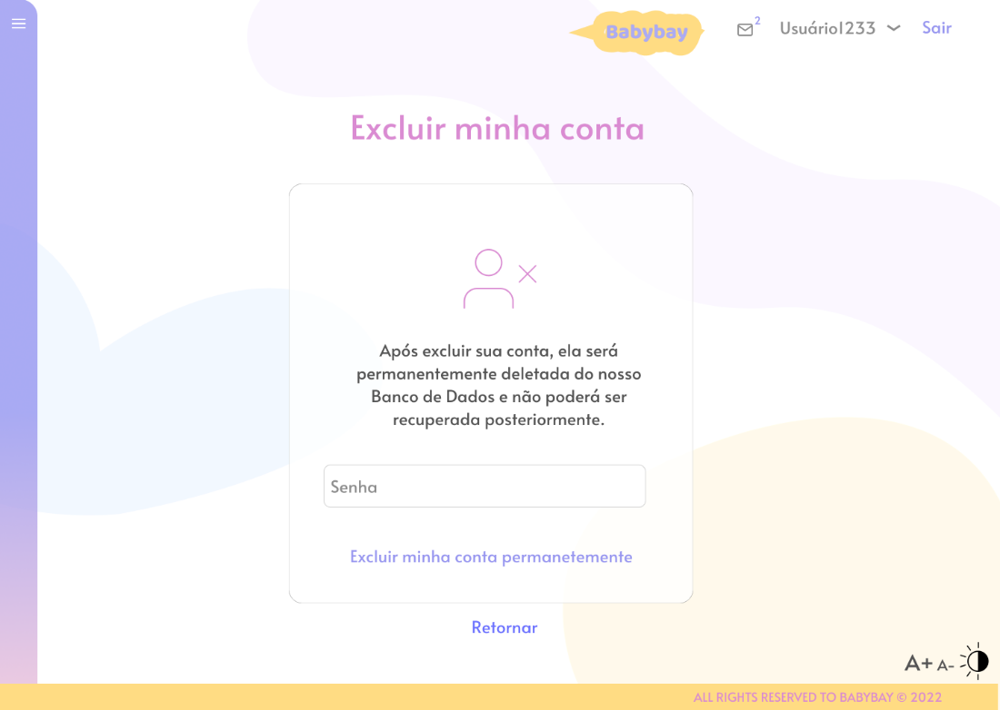 Babybay
2
Usuário1233
Sair
Excluir minha conta
Após excluir sua conta, ela será
permanentemente deletada do nosso
Banco de Dados e não poderá ser
recuperada posteriormente.
Senha
Excluir minha conta permanetemente
Retornar
A+ A-
ALL RIGHTS RESERVED TO BABYBAY © 2022